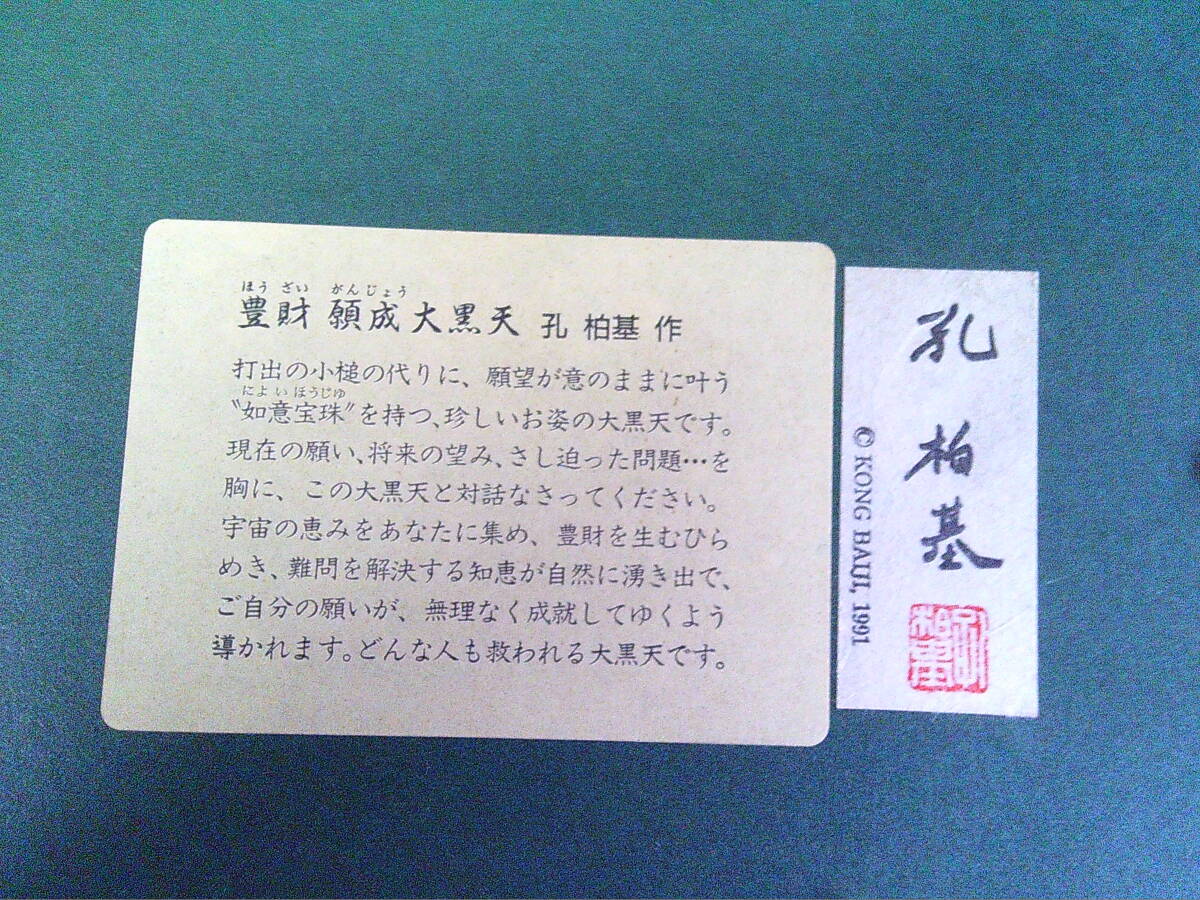 ほう ざい がんじょう
豊財 願成大黒天 孔 柏基 作
打出の小槌の代りに、願望が意のままに叶う
によ い ほうじゆ
〝如意宝珠〟を持つ、珍しいお姿の大黒天です。
現在の願い、将来の望み、さし迫った問題…を
胸に、この大黒天と対話なさってください。
宇宙の恵みをあなたに集め、豊財を生むひら
めき、難問を解決する知恵が自然に湧き出で、
ご自分の願いが、無理なく成就してゆくよう
導かれます。どんな人も救われる大黒天です。
孔柏基
© KONG BAIJI, 1991
孔柏基